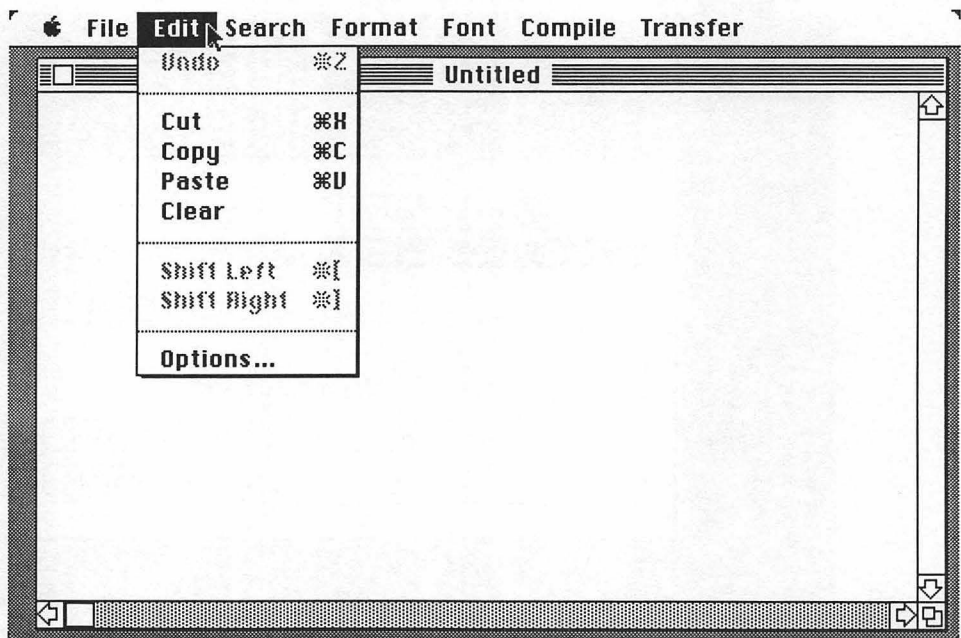 File Edit Search Format Font Compile Transfer
Untitled
Undo ⌘Z
Cut ⌘X
Copy ⌘C
Paste ⌘V
Clear
Shift Left ⌘[
Shift Right ⌘]
Options...